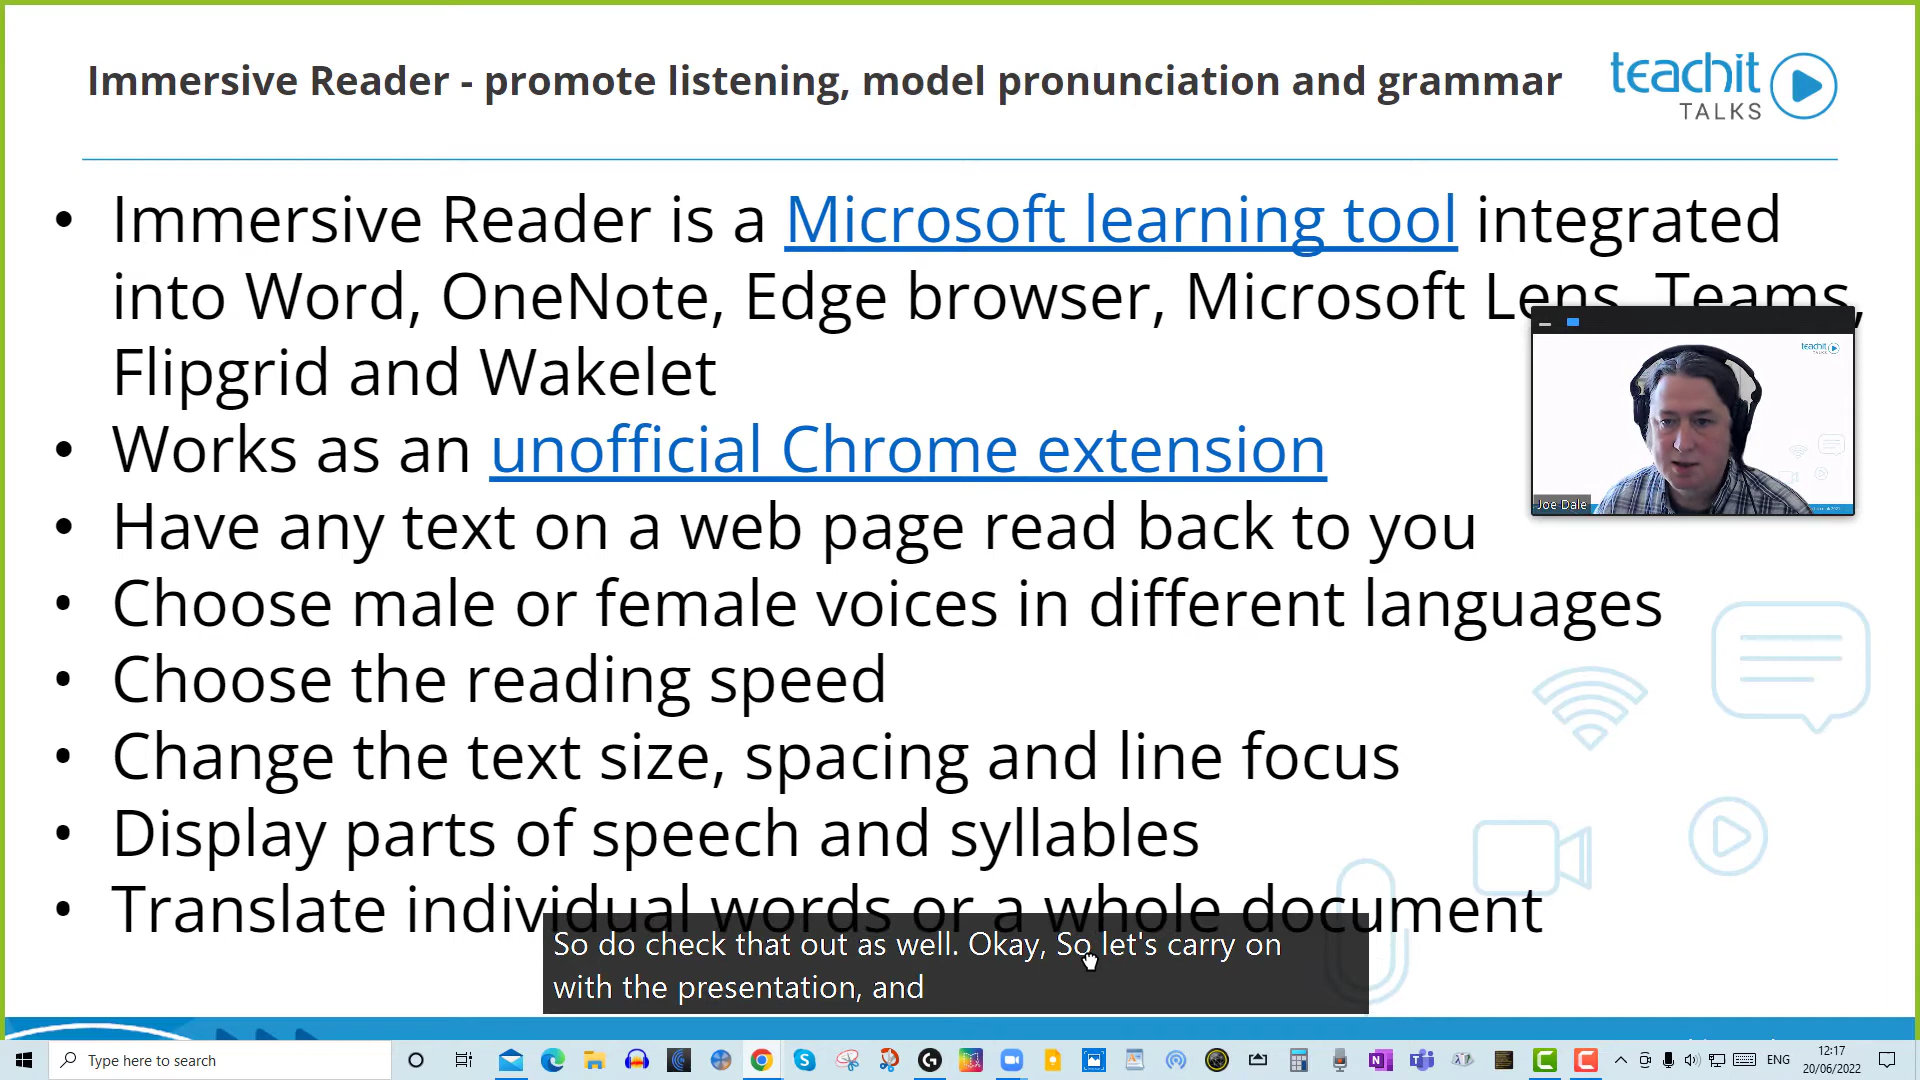 Immersive Reader - promote listening, model pronunciation and grammar
teachit
TALKS
• Immersive Reader is a Microsoft learning tool integrated
into Word, OneNote, Edge browser, Microsoft Lens, Teams,
Flipgrid and Wakelet
• Works as an unofficial Chrome extension
• Have any text on a web page read back to you
• Choose male or female voices in different languages
• Choose the reading speed
• Change the text size, spacing and line focus
• Display parts of speech and syllables
• Translate individual words or a whole document
teachit
TALKS
Joe Dale
So do check that out as well. Okay, So let's carry on
with the presentation, and
Type here to search
ENG
12:17
20/06/2022